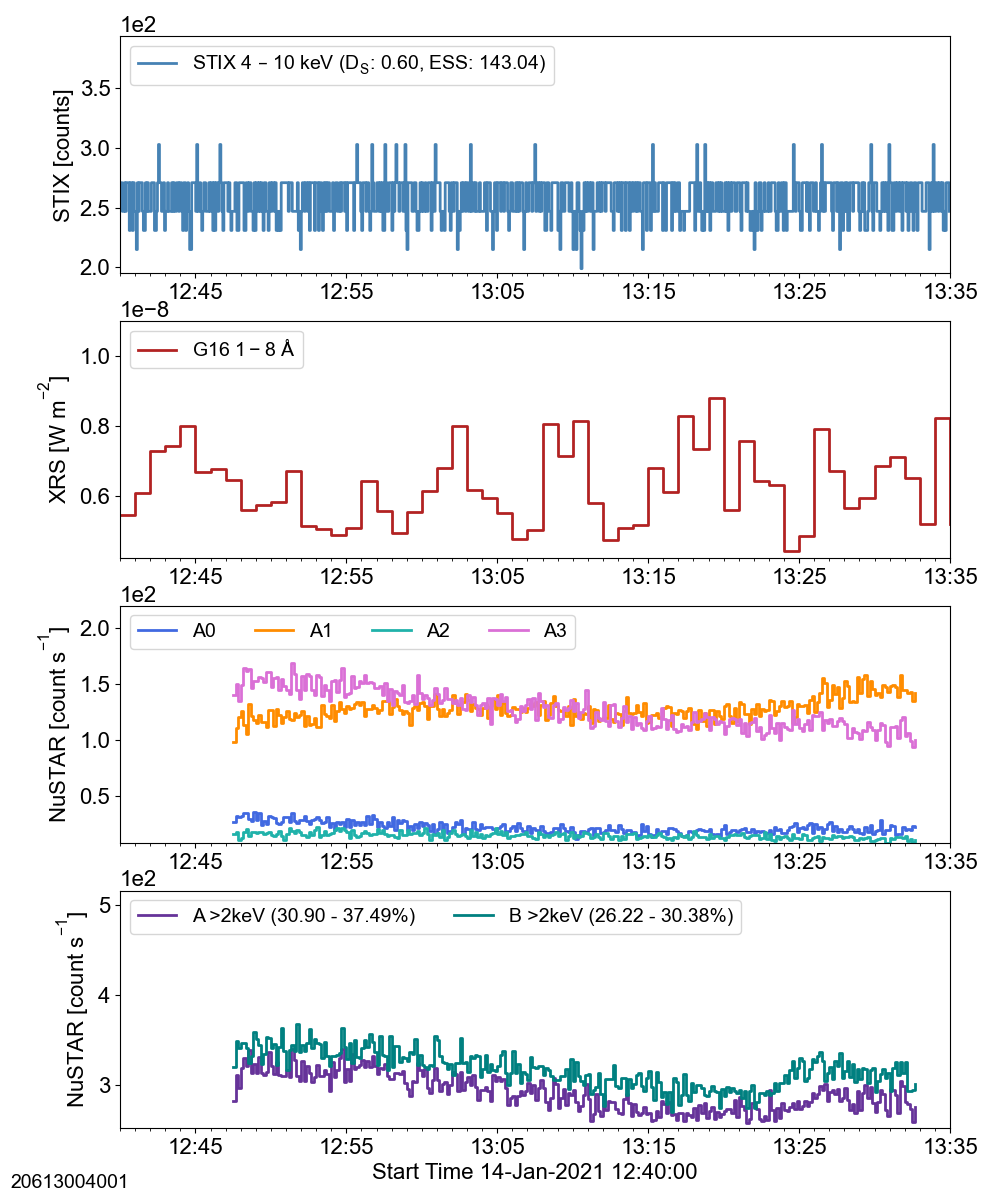 1e2
STIX 4 – 10 keV (D_S: 0.60, ESS: 143.04)
STIX [counts]
3.5
3.0
2.5
2.0
12:45 12:55 13:05 13:15 13:25 13:35
1e−8
G16 1 – 8 Å
XRS [W m⁻²]
1.0
0.8
0.6
12:45 12:55 13:05 13:15 13:25 13:35
1e2
A0 A1 A2 A3
NuSTAR [count s⁻¹]
2.0
1.5
1.0
0.5
12:45 12:55 13:05 13:15 13:25 13:35
1e2
A >2keV (30.90 - 37.49%) B >2keV (26.22 - 30.38%)
NuSTAR [count s⁻¹]
5
4
3
12:45 12:55 13:05 13:15 13:25 13:35
Start Time 14-Jan-2021 12:40:00
20613004001